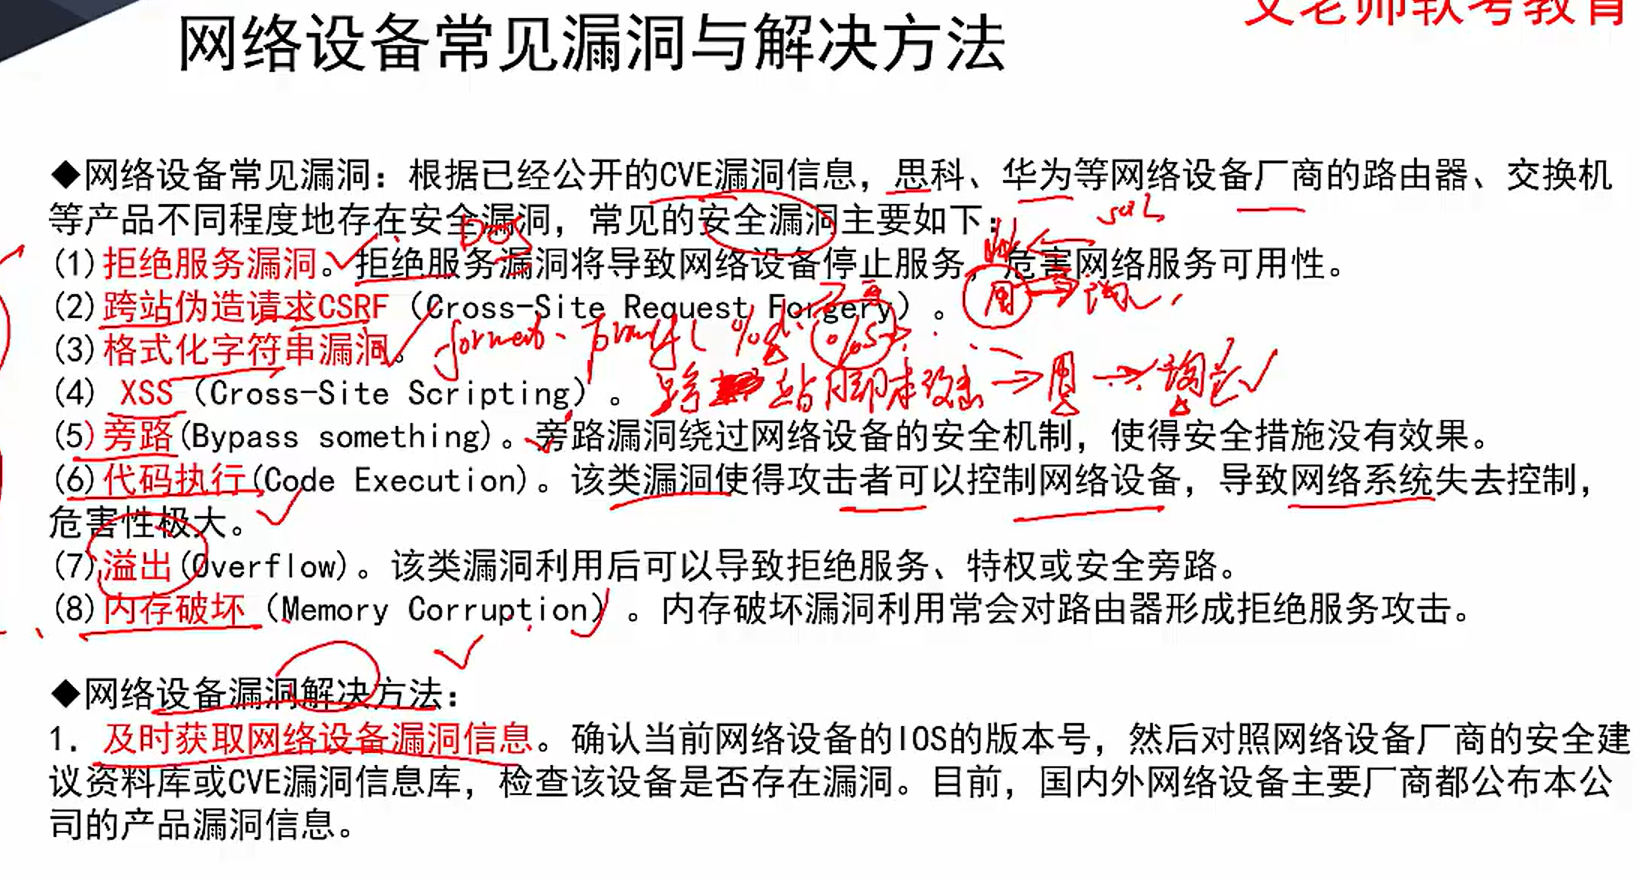 艾老师软考教育
网络设备常见漏洞与解决方法
◆网络设备常见漏洞：根据已经公开的CVE漏洞信息，思科、华为等网络设备厂商的路由器、交换机
等产品不同程度地存在安全漏洞，常见的安全漏洞主要如下：
DOS
(1)拒绝服务漏洞。拒绝服务漏洞将导致网络设备停止服务，危害网络服务可用性。
(2)跨站伪造请求CSRF（Cross-Site Request Forgery）。
(3)格式化字符串漏洞。
(4) XSS（Cross-Site Scripting）。
跨站脚本攻击
(5)旁路(Bypass something)。旁路漏洞绕过网络设备的安全机制，使得安全措施没有效果。
(6)代码执行(Code Execution)。该类漏洞使得攻击者可以控制网络设备，导致网络系统失去控制，
危害性极大。
(7)溢出(Overflow)。该类漏洞利用后可以导致拒绝服务、特权或安全旁路。
(8)内存破坏（Memory Corruption）。内存破坏漏洞利用常会对路由器形成拒绝服务攻击。
◆网络设备漏洞解决方法：
1．及时获取网络设备漏洞信息。确认当前网络设备的IOS的版本号，然后对照网络设备厂商的安全建
议资料库或CVE漏洞信息库，检查该设备是否存在漏洞。目前，国内外网络设备主要厂商都公布本公
司的产品漏洞信息。